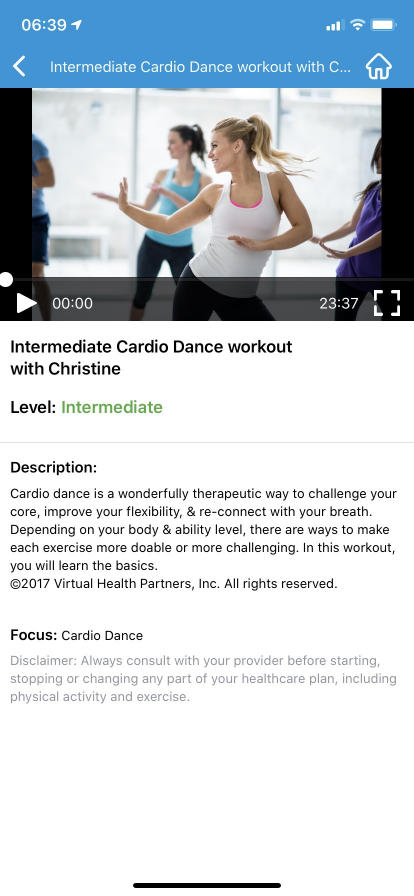 06:39
Intermediate Cardio Dance workout with C...
00:00
23:37
Intermediate Cardio Dance workout
with Christine
Level: Intermediate
Description:
Cardio dance is a wonderfully therapeutic way to challenge your
core, improve your flexibility, & re-connect with your breath.
Depending on your body & ability level, there are ways to make
each exercise more doable or more challenging. In this workout,
you will learn the basics.
©2017 Virtual Health Partners, Inc. All rights reserved.
Focus: Cardio Dance
Disclaimer: Always consult with your provider before starting,
stopping or changing any part of your healthcare plan, including
physical activity and exercise.